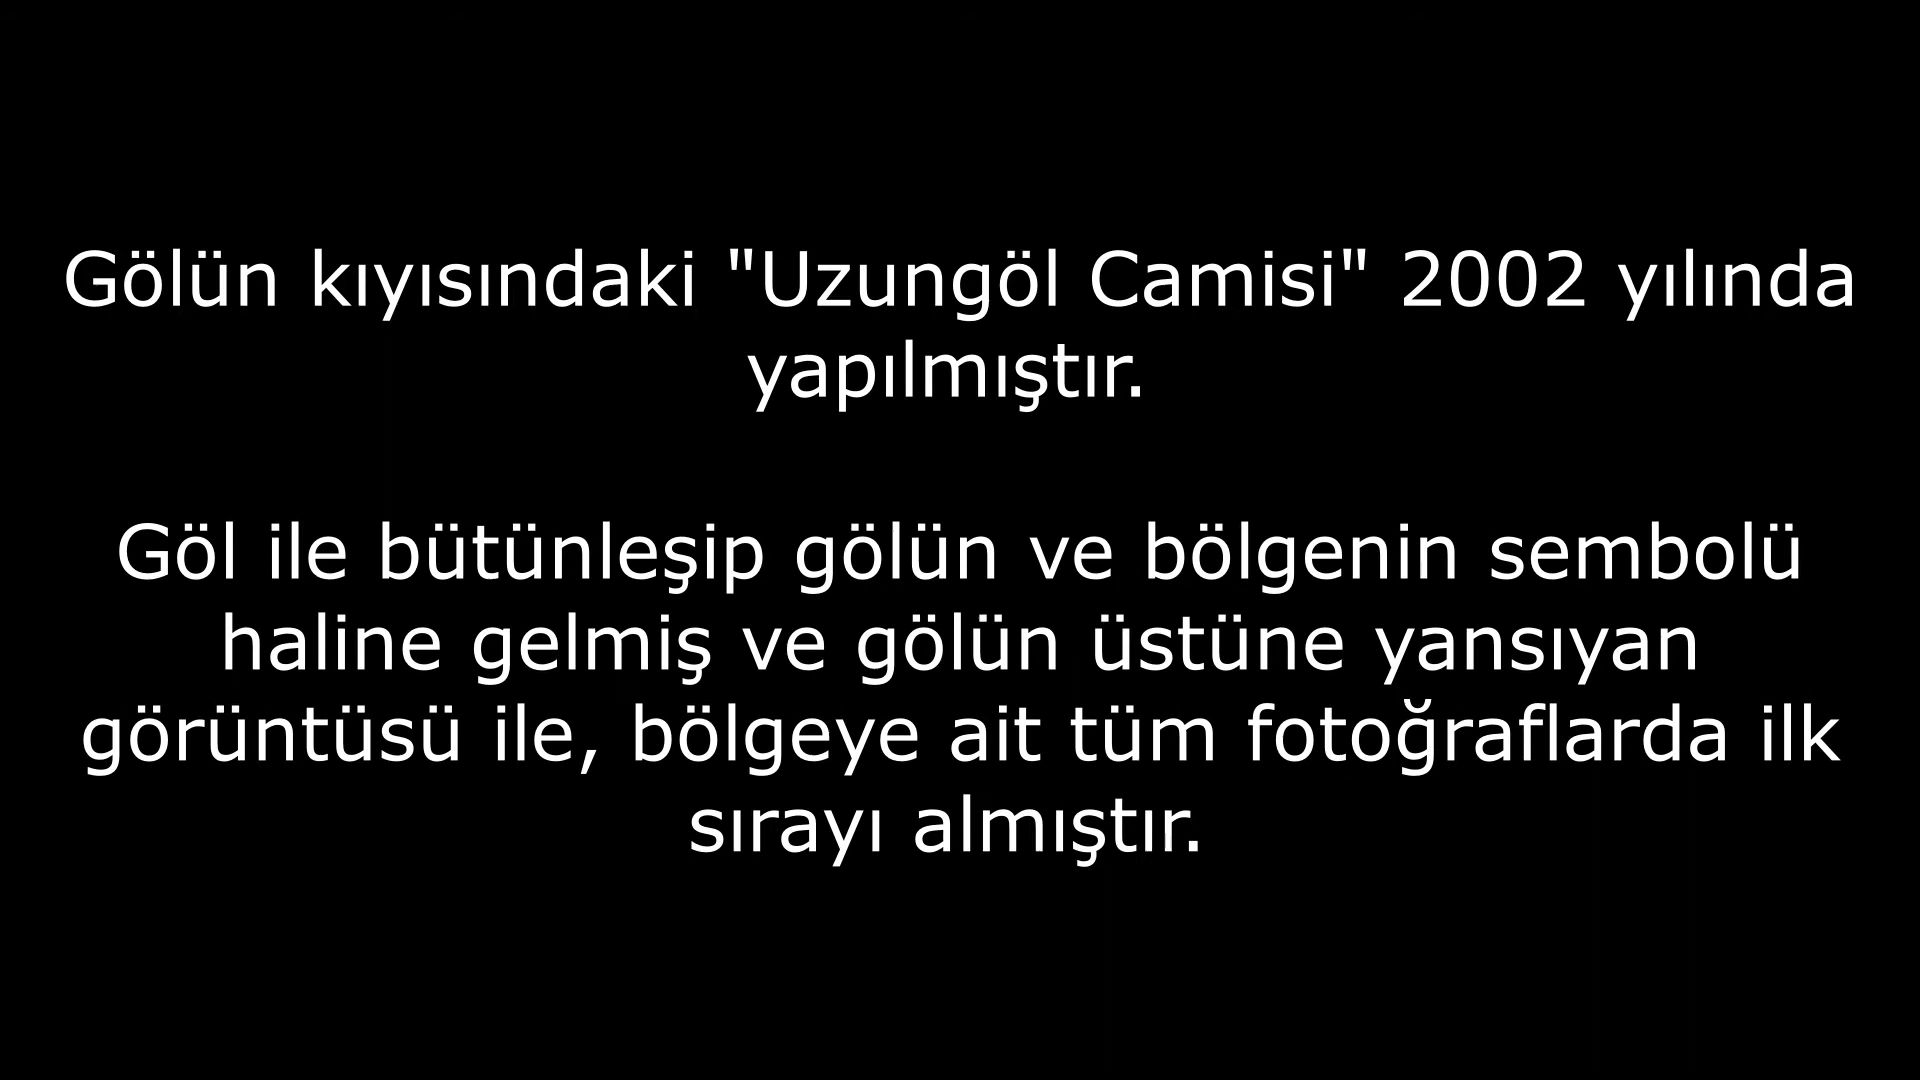 Gölün kıyısındaki "Uzungöl Camisi" 2002 yılında
yapılmıştır.
Göl ile bütünleşip gölün ve bölgenin sembolü
haline gelmiş ve gölün üstüne yansıyan
görüntüsü ile, bölgeye ait tüm fotoğraflarda ilk
sırayı almıştır.